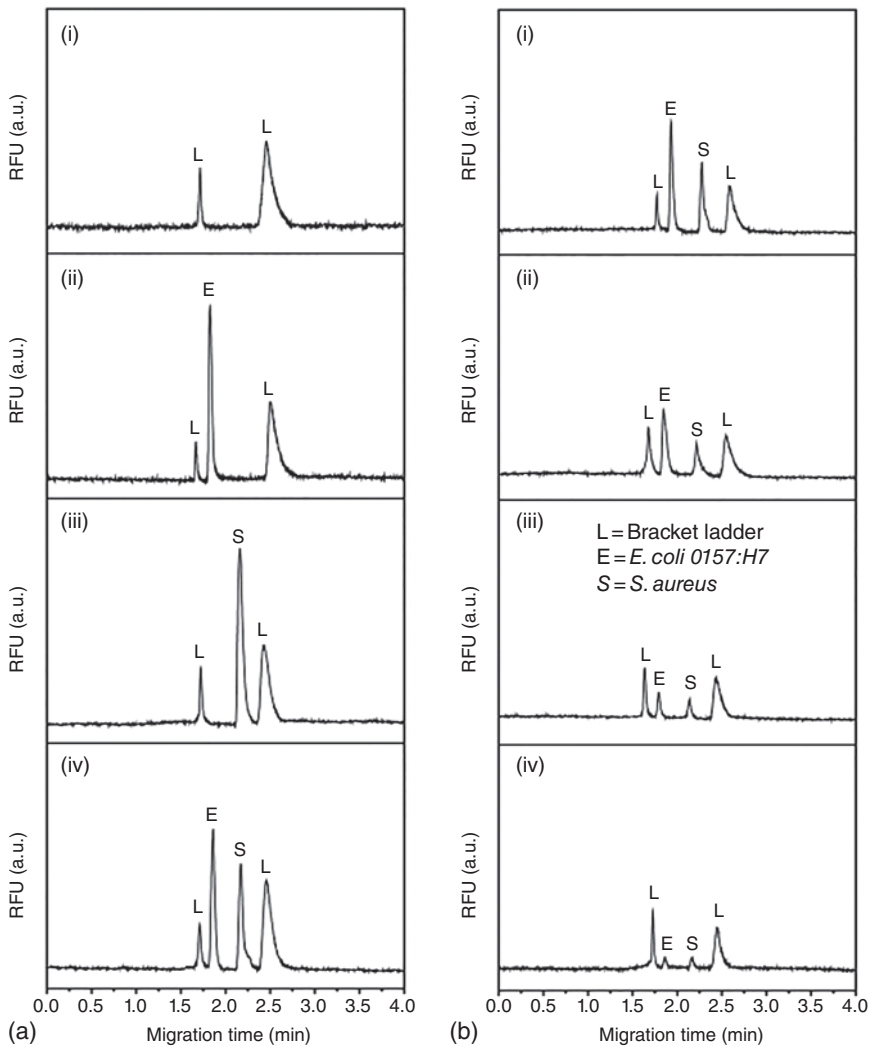 (i)
L
L
RFU (a.u.)
(ii)
L
E
L
RFU (a.u.)
(iii)
L
S
L
RFU (a.u.)
(iv)
L
E
S
L
RFU (a.u.)
0.0 0.5 1.0 1.5 2.0 2.5 3.0 3.5 4.0
(a) Migration time (min)
(i)
L
E
S
L
RFU (a.u.)
(ii)
L
E
S
L
RFU (a.u.)
(iii)
L = Bracket ladder
E = E. coli 0157:H7
S = S. aureus
L
E
S
L
RFU (a.u.)
(iv)
L
E
S
L
RFU (a.u.)
0.0 0.5 1.0 1.5 2.0 2.5 3.0 3.5 4.0
(b) Migration time (min)